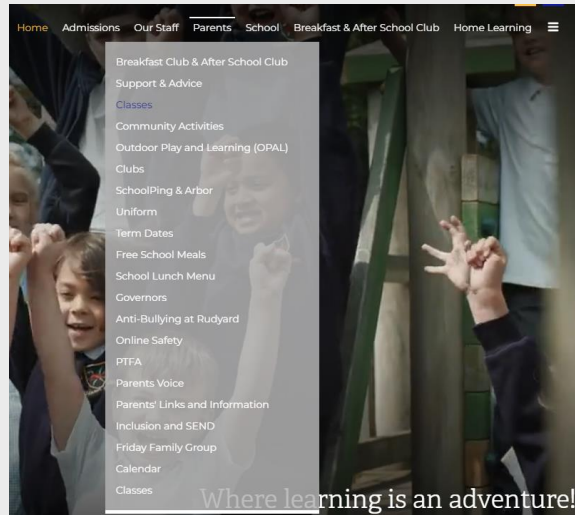 Home Admissions Our Staff Parents School Breakfast & After School Club Home Learning
Breakfast Club & After School Club
Support & Advice
Classes
Community Activities
Outdoor Play and Learning (OPAL)
Clubs
SchoolPing & Arbor
Uniform
Term Dates
Free School Meals
School Lunch Menu
Governors
Anti-Bullying at Rudyard
Online Safety
PTFA
Parents Voice
Parents' Links and Information
Inclusion and SEND
Friday Family Group
Calendar
Classes
Where learning is an adventure!